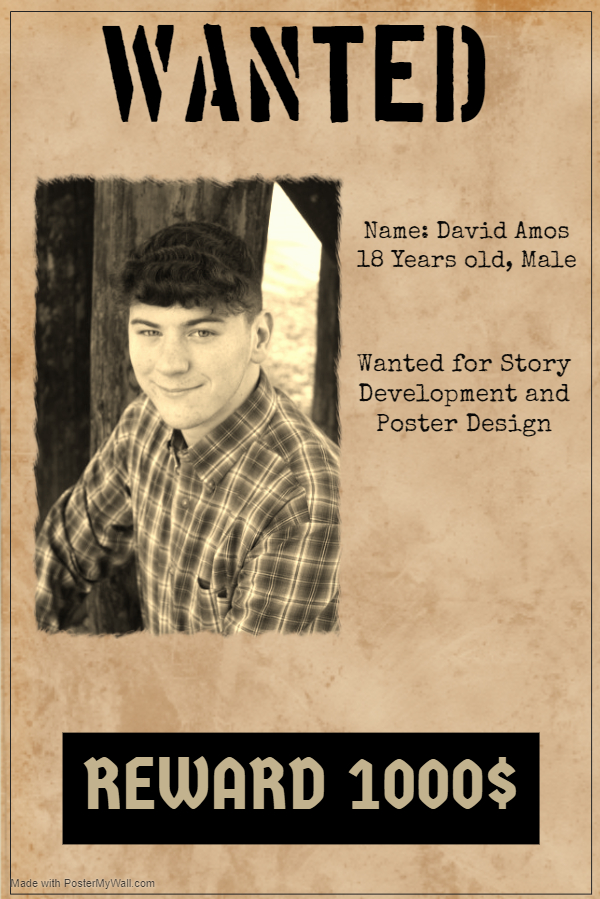 WANTED
Name: David Amos
18 Years old, Male
Wanted for Story
Development and
Poster Design
REWARD 1000$
Made with PosterMyWall.com